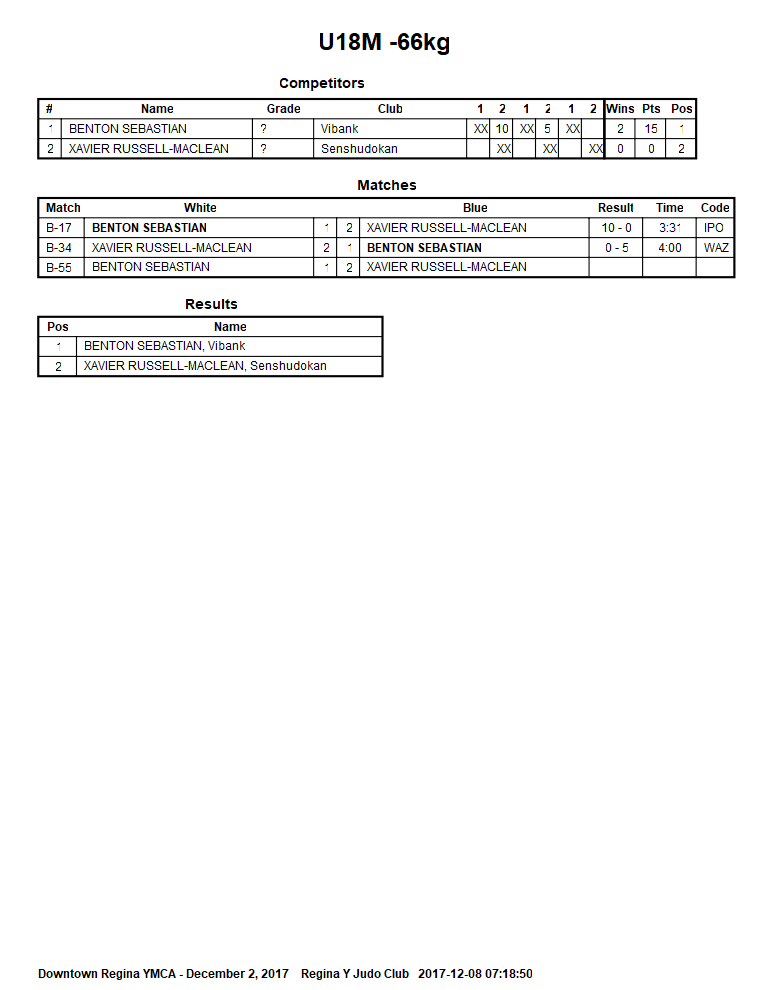 U18M -66kg
Competitors
# Name Grade Club 1 2 1 2 1 2 Wins Pts Pos
1 BENTON SEBASTIAN ? Vibank XX 10 XX 5 XX 2 15 1
2 XAVIER RUSSELL-MACLEAN ? Senshudokan XX XX XX 0 0 2
Matches
Match White Blue Result Time Code
B-17 BENTON SEBASTIAN 1 2 XAVIER RUSSELL-MACLEAN 10 - 0 3:31 IPO
B-34 XAVIER RUSSELL-MACLEAN 2 1 BENTON SEBASTIAN 0 - 5 4:00 WAZ
B-55 BENTON SEBASTIAN 1 2 XAVIER RUSSELL-MACLEAN
Results
Pos Name
1 BENTON SEBASTIAN, Vibank
2 XAVIER RUSSELL-MACLEAN, Senshudokan
Downtown Regina YMCA - December 2, 2017 Regina Y Judo Club 2017-12-08 07:18:50